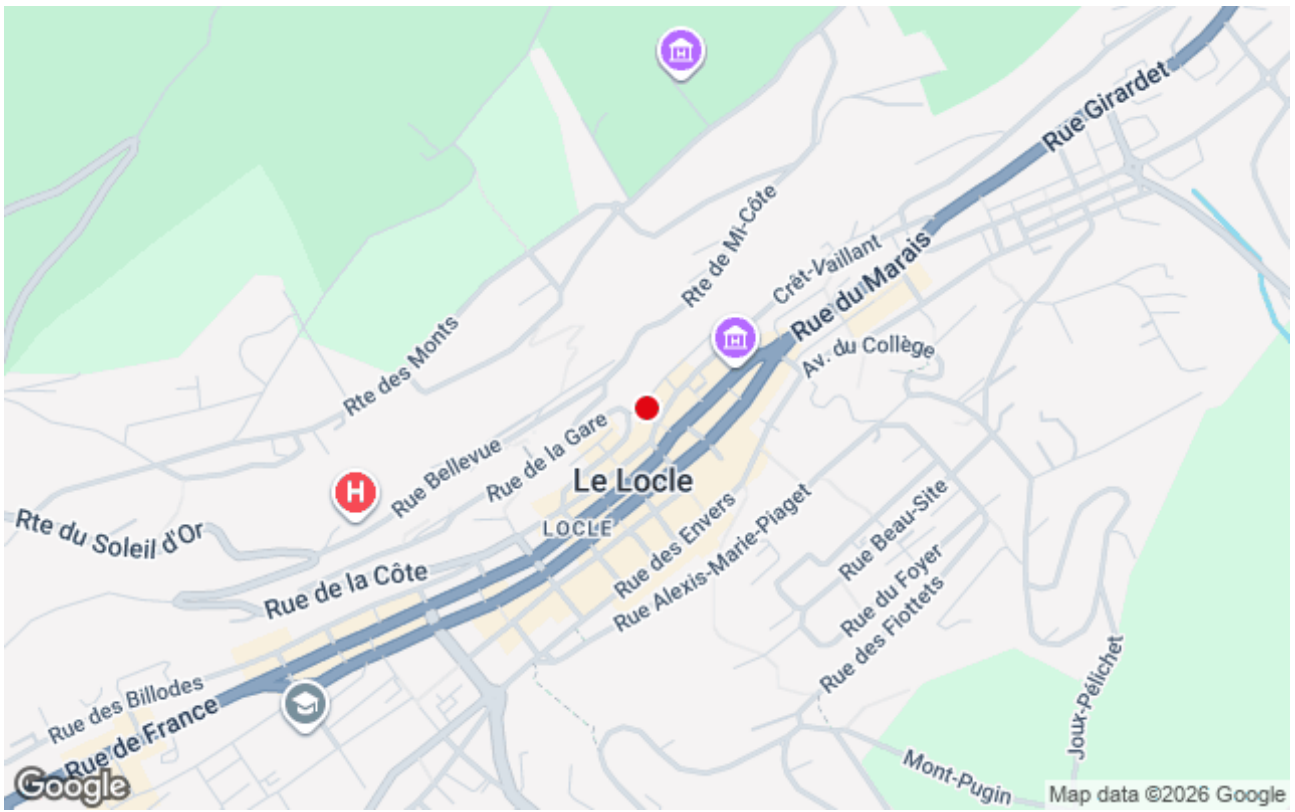 Rue Girardet
Rte de Mi-Côte
Crêt-Vaillant
Rue du Marais
Av. du Collège
Rte des Monts
Rue de la Gare
Rue Bellevue
H
Le Locle
LOCLE
Rte du Soleil d'Or
Rue de la Côte
Rue des Envers
Rue Alexis-Marie-Piaget
Rue Beau-Site
Rue du Foyer
Rue des Fiottets
Joux-Pélichet
Rue des Billodes
Rue de France
Mont-Pugin
Google
Map data ©2026 Google